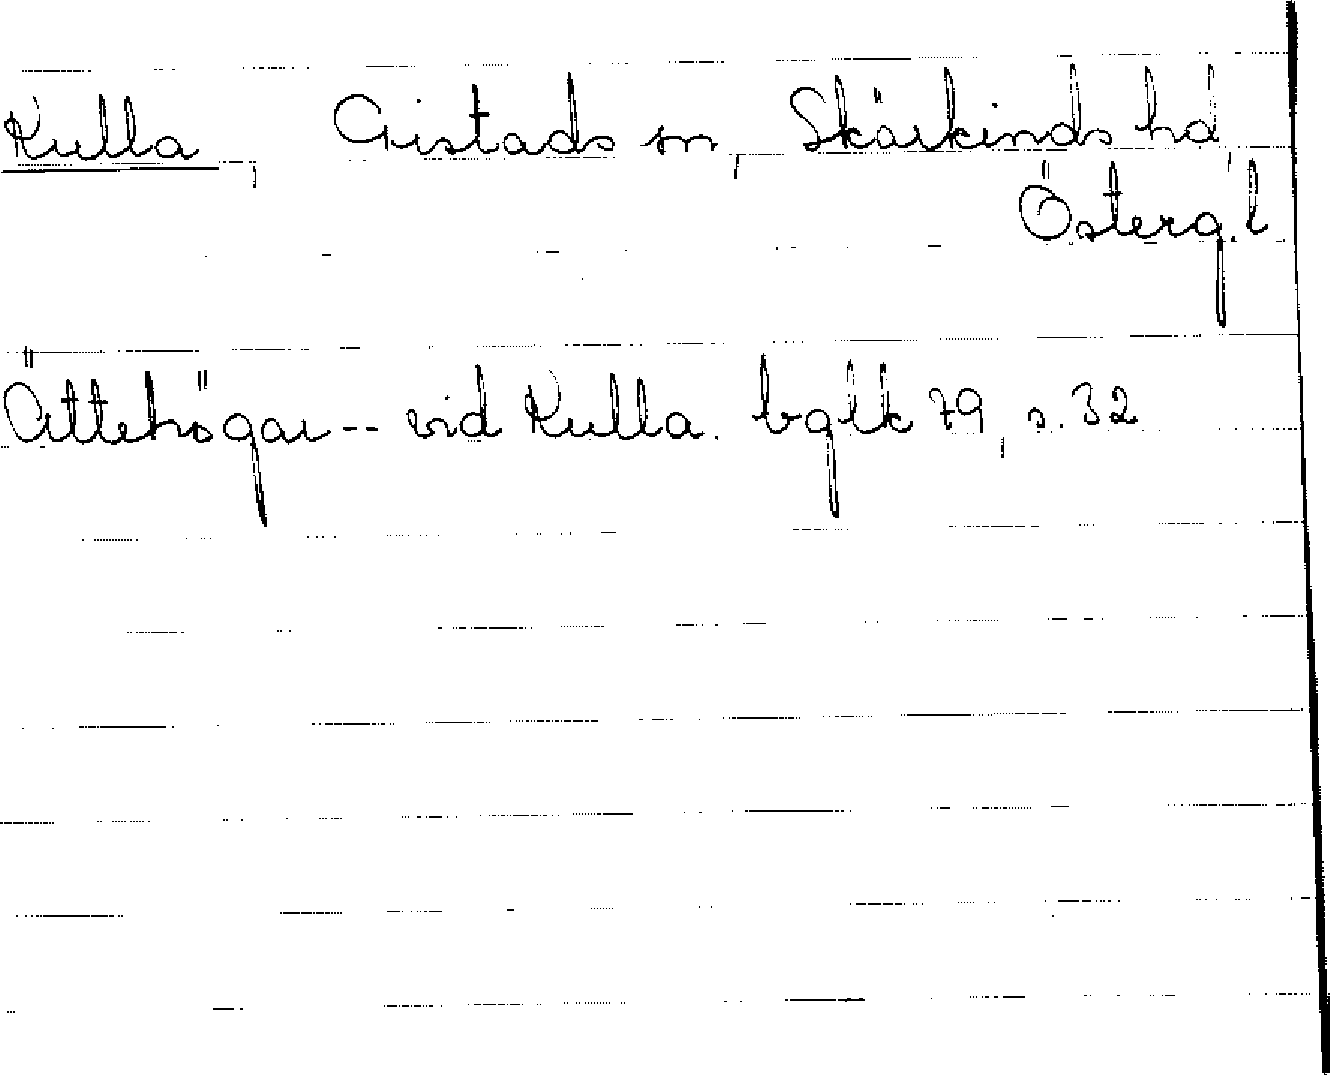 Kulla, Gistads sn, Skärkinds hd,
Österg.l
Ättehögar -- vid Kulla. bglk 79, s. 32